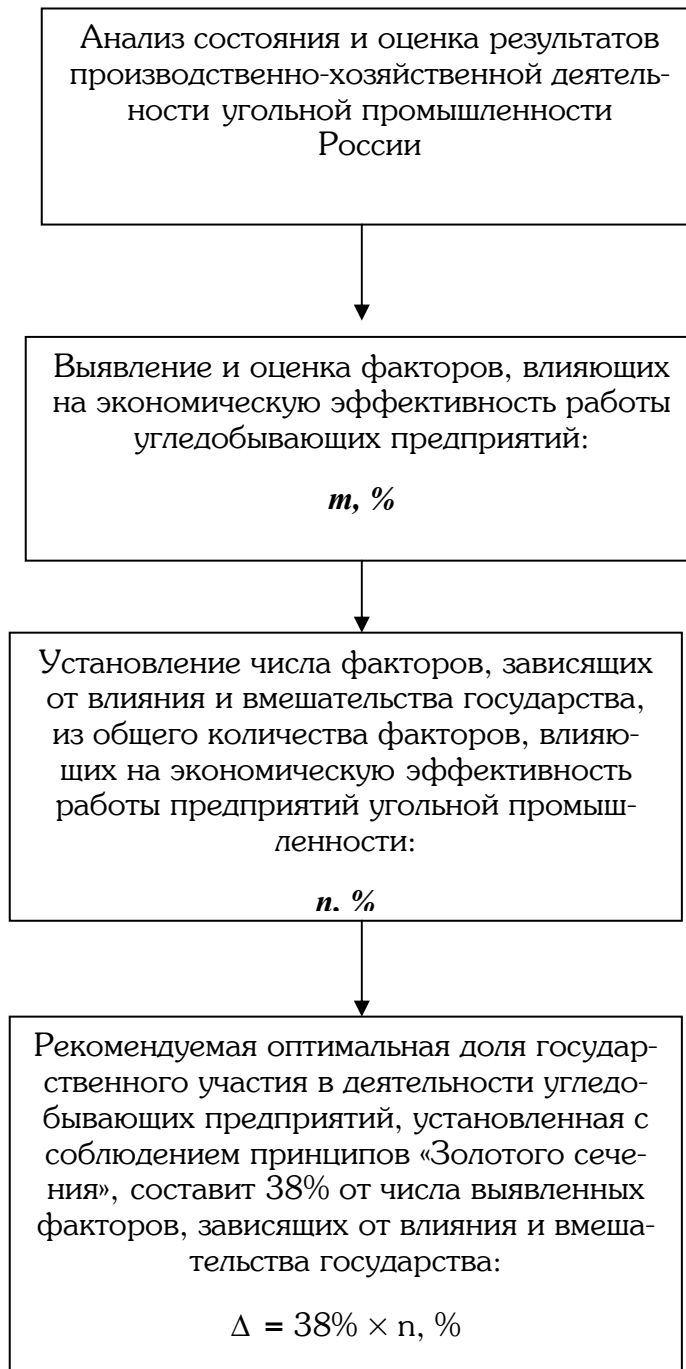 Анализ состояния и оценка результатов
производственно-хозяйственной деятель-
ности угольной промышленности
России
Выявление и оценка факторов, влияющих
на экономическую эффективность работы
угледобывающих предприятий:
m, %
Установление числа факторов, зависящих
от влияния и вмешательства государства,
из общего количества факторов, влияю-
щих на экономическую эффективность
работы предприятий угольной промыш-
ленности:
n, %
Рекомендуемая оптимальная доля государ-
ственного участия в деятельности угледо-
бывающих предприятий, установленная с
соблюдением принципов «Золотого сече-
ния», составит 38% от числа выявленных
факторов, зависящих от влияния и вмеша-
тельства государства:
Δ = 38% × n, %